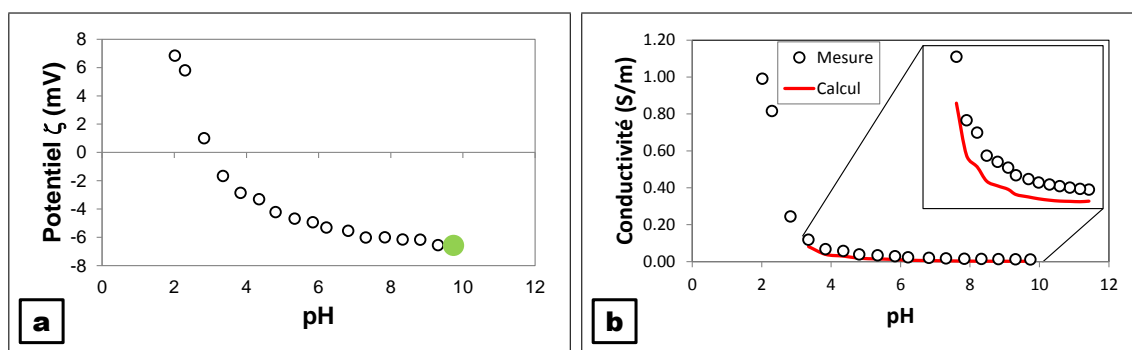 8
6
4
2
0
-2
-4
-6
-8
0 2 4 6 8 10 12
Potentiel ζ (mV)
pH
a
1.20
1.00
0.80
0.60
0.40
0.20
0.00
0 2 4 6 8 10 12
Conductivité (S/m)
pH
Mesure
Calcul
b